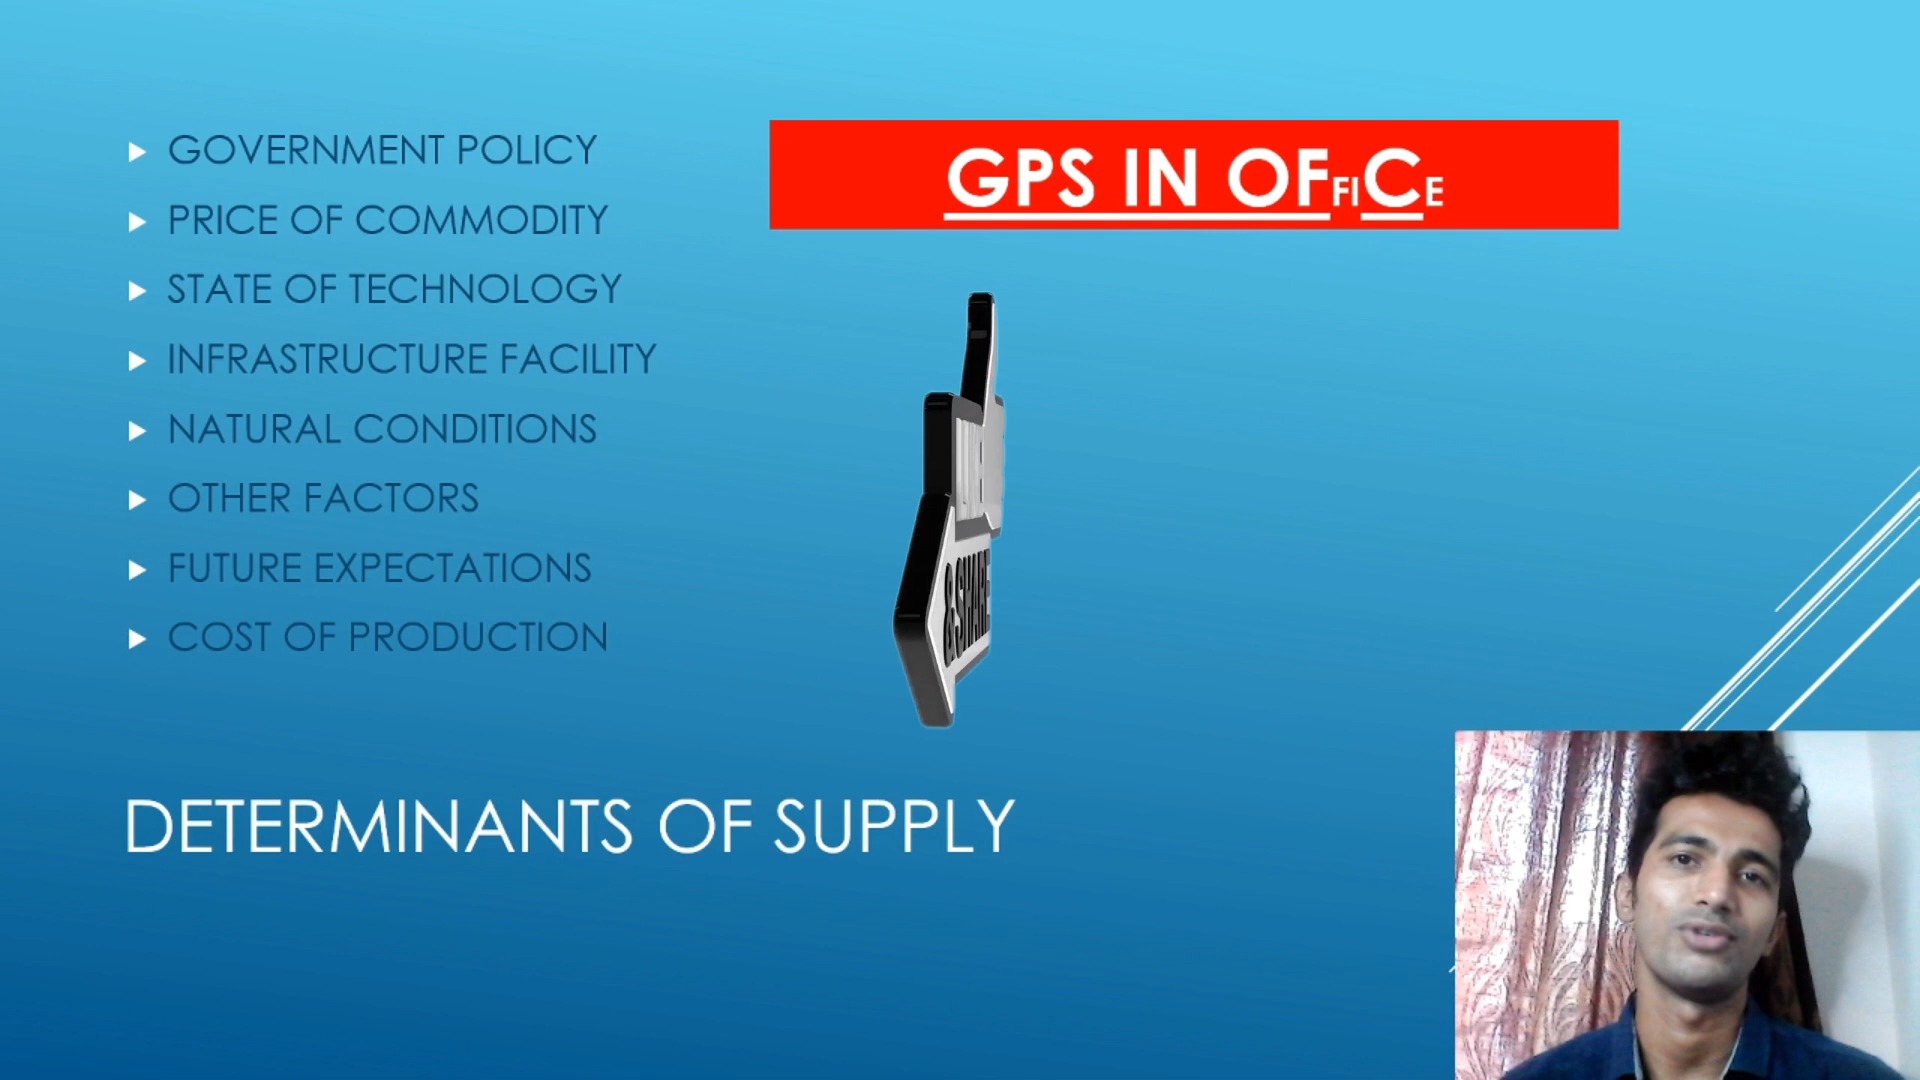 GOVERNMENT POLICY
PRICE OF COMMODITY
STATE OF TECHNOLOGY
INFRASTRUCTURE FACILITY
NATURAL CONDITIONS
OTHER FACTORS
FUTURE EXPECTATIONS
COST OF PRODUCTION
GPS IN OFFICE
&SHARE
DETERMINANTS OF SUPPLY